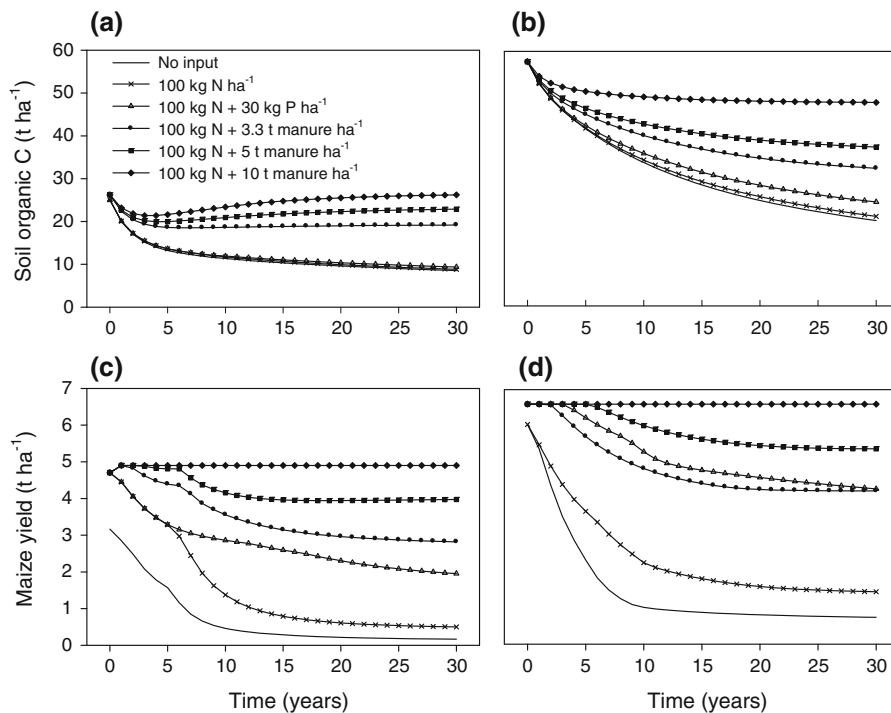 (a)
(b)
Soil organic C (t ha⁻¹)
60
50
40
30
20
10
0
No input
100 kg N ha⁻¹
100 kg N + 30 kg P ha⁻¹
100 kg N + 3.3 t manure ha⁻¹
100 kg N + 5 t manure ha⁻¹
100 kg N + 10 t manure ha⁻¹
0 5 10 15 20 25 30
0 5 10 15 20 25 30
(c)
(d)
Maize yield (t ha⁻¹)
7
6
5
4
3
2
1
0
0 5 10 15 20 25 30
0 5 10 15 20 25 30
Time (years)
Time (years)